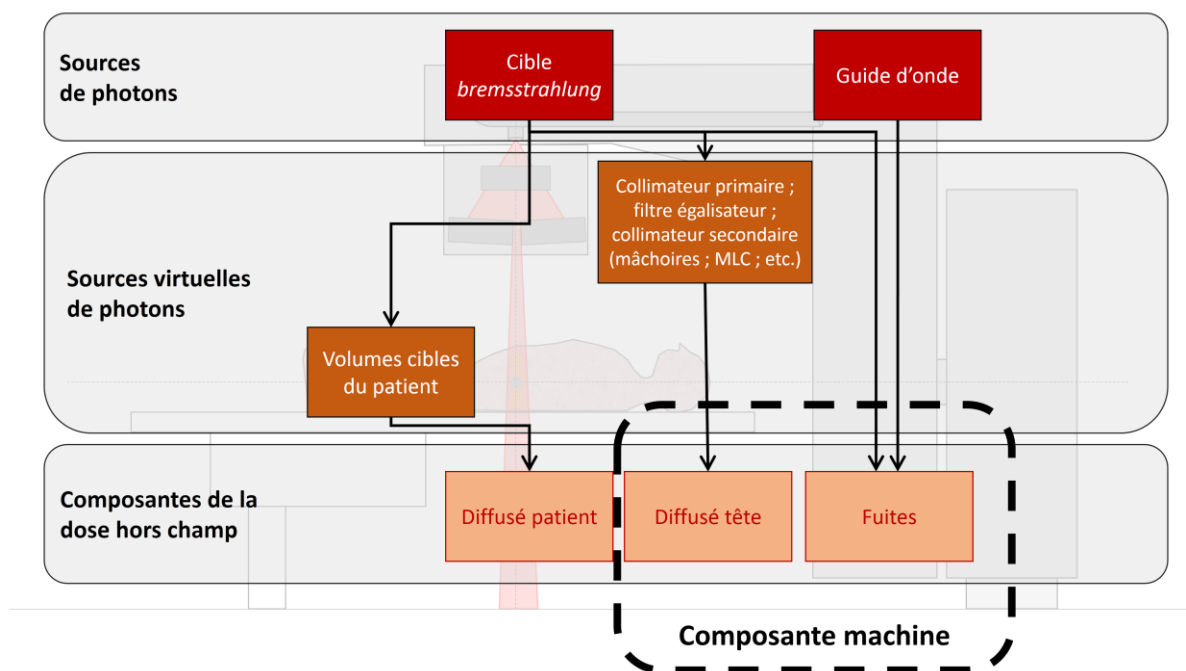 Sources
de photons
Cible
bremsstrahlung
Guide d'onde
Sources virtuelles
de photons
Collimateur primaire ;
filtre égalisateur ;
collimateur secondaire
(mâchoires ; MLC ; etc.)
Volumes cibles
du patient
Composantes de la
dose hors champ
Diffusé patient
Diffusé tête
Fuites
Composante machine